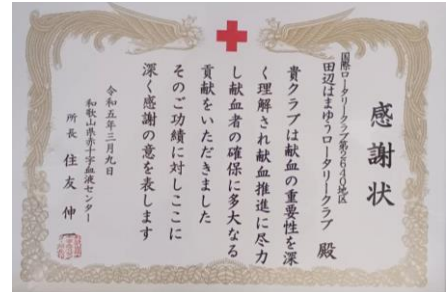 感謝状
国際ロータリークラブ第2640地区
田辺はまゆうロータリークラブ 殿
貴クラブは献血の重要性を深
く理解され献血推進に尽力
し献血者の確保に多大なる
貢献をいただきました
そのご功績に対しここに
深く感謝の意を表します
令和五年三月九日
和歌山県赤十字血液センター
所長 住友伸